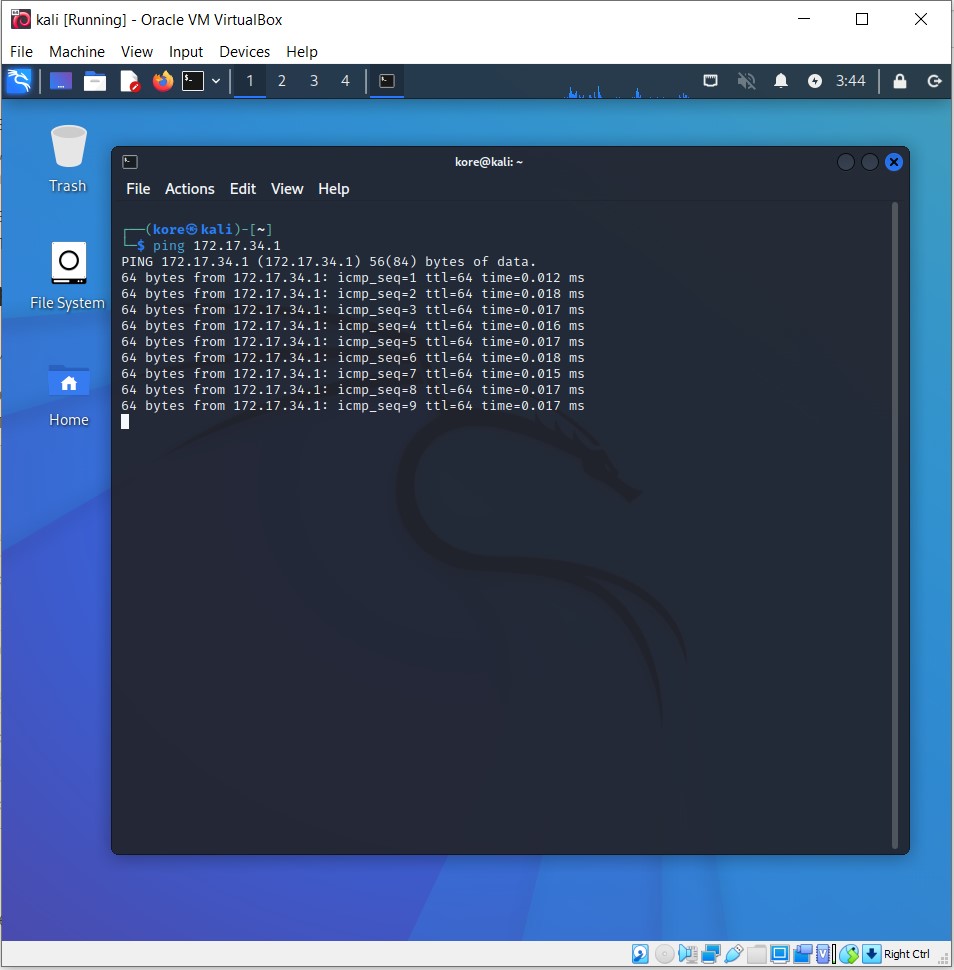 kali [Running] - Oracle VM VirtualBox
File Machine View Input Devices Help
1 2 3 4 3:44
Trash
File System
Home
kore@kali: ~
File Actions Edit View Help
┌──(kore㉿kali)-[~]
└─$ ping 172.17.34.1
PING 172.17.34.1 (172.17.34.1) 56(84) bytes of data.
64 bytes from 172.17.34.1: icmp_seq=1 ttl=64 time=0.012 ms
64 bytes from 172.17.34.1: icmp_seq=2 ttl=64 time=0.018 ms
64 bytes from 172.17.34.1: icmp_seq=3 ttl=64 time=0.017 ms
64 bytes from 172.17.34.1: icmp_seq=4 ttl=64 time=0.016 ms
64 bytes from 172.17.34.1: icmp_seq=5 ttl=64 time=0.017 ms
64 bytes from 172.17.34.1: icmp_seq=6 ttl=64 time=0.018 ms
64 bytes from 172.17.34.1: icmp_seq=7 ttl=64 time=0.015 ms
64 bytes from 172.17.34.1: icmp_seq=8 ttl=64 time=0.017 ms
64 bytes from 172.17.34.1: icmp_seq=9 ttl=64 time=0.017 ms
Right Ctrl